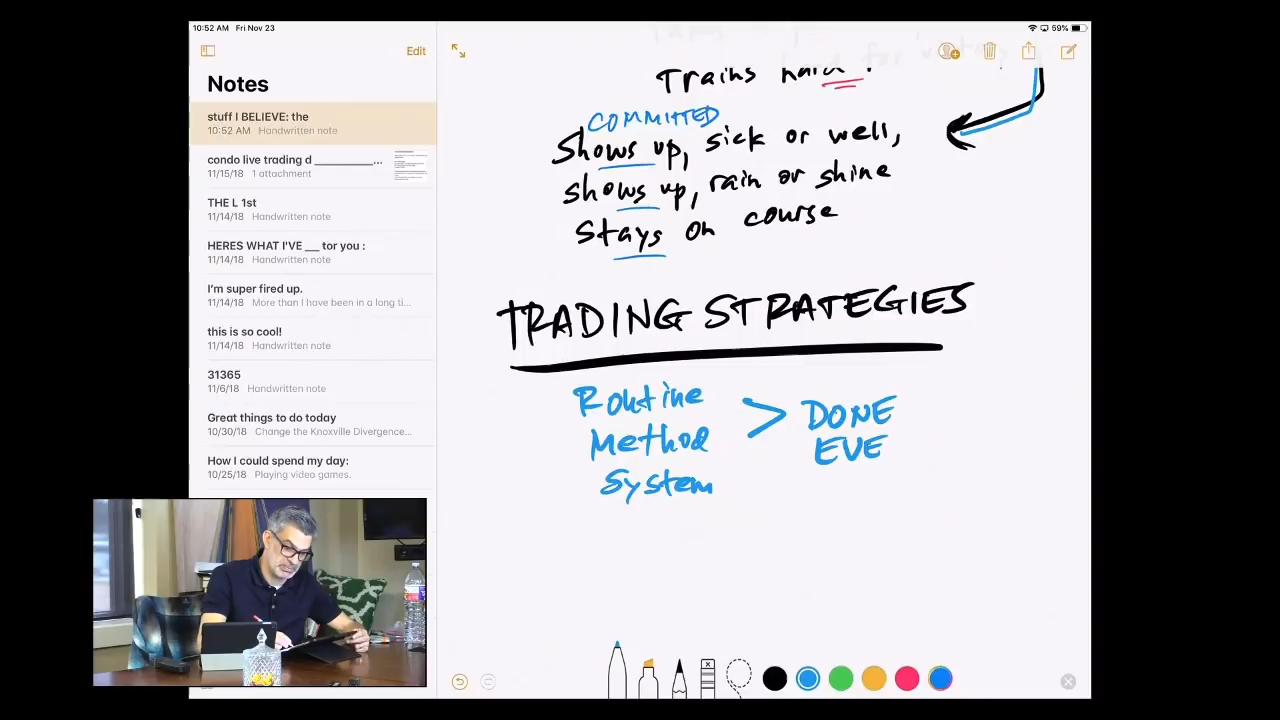 10:52 AM Fri Nov 23
59%
Edit
Notes
stuff I BELIEVE: the
10:52 AM Handwritten note
condo live trading d ___________...
11/15/18 1 attachment
THE L 1st
11/14/18 Handwritten note
HERES WHAT I'VE ___ tor you :
11/14/18 Handwritten note
I'm super fired up.
11/14/18 More than I have been in a long ti...
this is so cool!
11/14/18 Handwritten note
31365
11/6/18 Handwritten note
Great things to do today
10/30/18 Change the Knoxville Divergence...
How I could spend my day:
10/25/18 Playing video games.
Trains hard
COMMITTED
Shows up, sick or well,
shows up, rain or shine
Stays on course
TRADING STRATEGIES
Routine
Method > DONE
System EVE